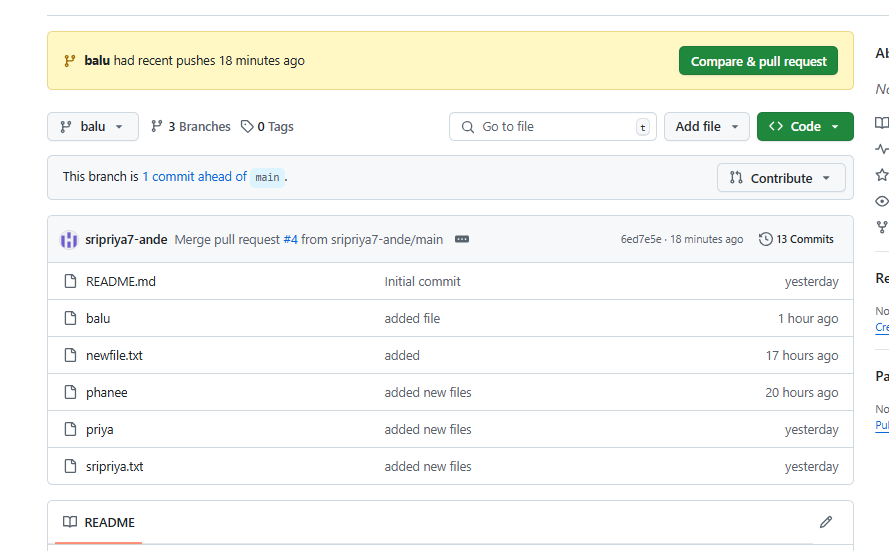 balu had recent pushes 18 minutes ago
Compare & pull request
balu
3 Branches
0 Tags
Go to file
t
Add file
Code
This branch is 1 commit ahead of main .
Contribute
sripriya7-ande Merge pull request #4 from sripriya7-ande/main
6ed7e5e · 18 minutes ago
13 Commits
README.md Initial commit yesterday
balu added file 1 hour ago
newfile.txt added 17 hours ago
phanee added new files 20 hours ago
priya added new files yesterday
sripriya.txt added new files yesterday
README